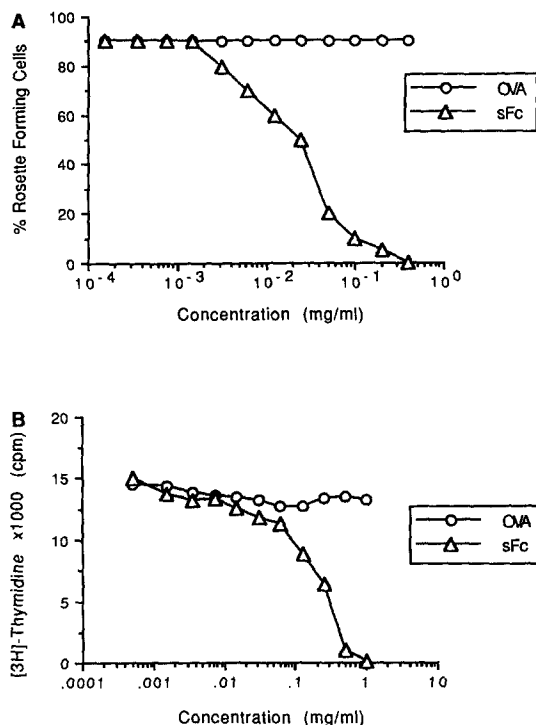 A
100
80
60
40
20
0
% Rosette Forming Cells
10-4
10-3
10-2
10-1
100
Concentration (mg/ml)
OVA
sFc
B
20
15
10
5
0
[3H]-Thymidine x1000 (cpm)
.0001
.001
.01
.1
1
10
Concentration (mg/ml)
OVA
sFc